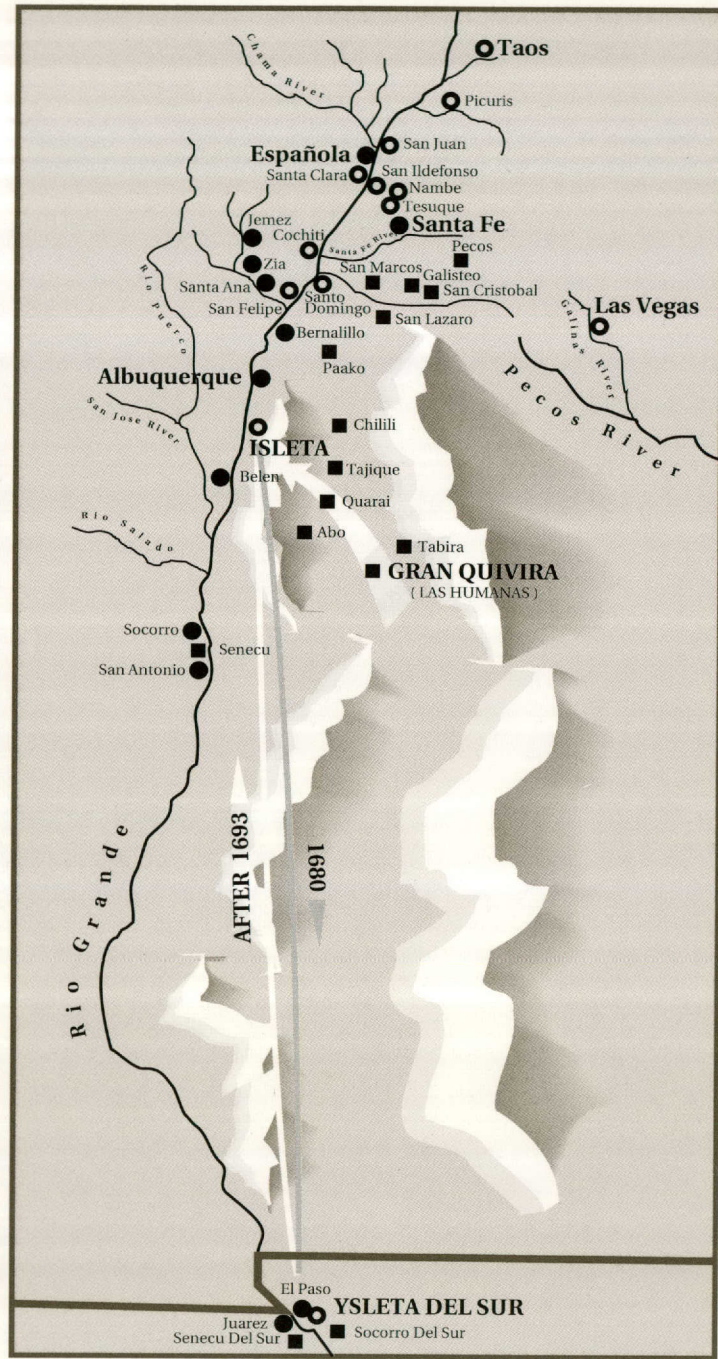 Taos
Chama River
Picuris
San Juan
Española
Santa Clara
San Ildefonso
Nambe
Tesuque
Santa Fe
Jemez
Cochiti
Santa Fe River
Pecos
Zia
San Marcos
Galisteo
Santa Ana
San Cristobal
San Felipe
Santo
Domingo
San Lazaro
Las Vegas
Galinas River
Rio Puerco
Bernalillo
Paako
Albuquerque
Pecos River
San Jose River
Chilili
ISLETA
Tajique
Belen
Quarai
Rio Salado
Abo
Tabira
GRAN QUIVIRA
( LAS HUMANAS )
Socorro
Senecu
San Antonio
Rio Grande
AFTER 1693
1680
El Paso
YSLETA DEL SUR
Juarez
Socorro Del Sur
Senecu Del Sur